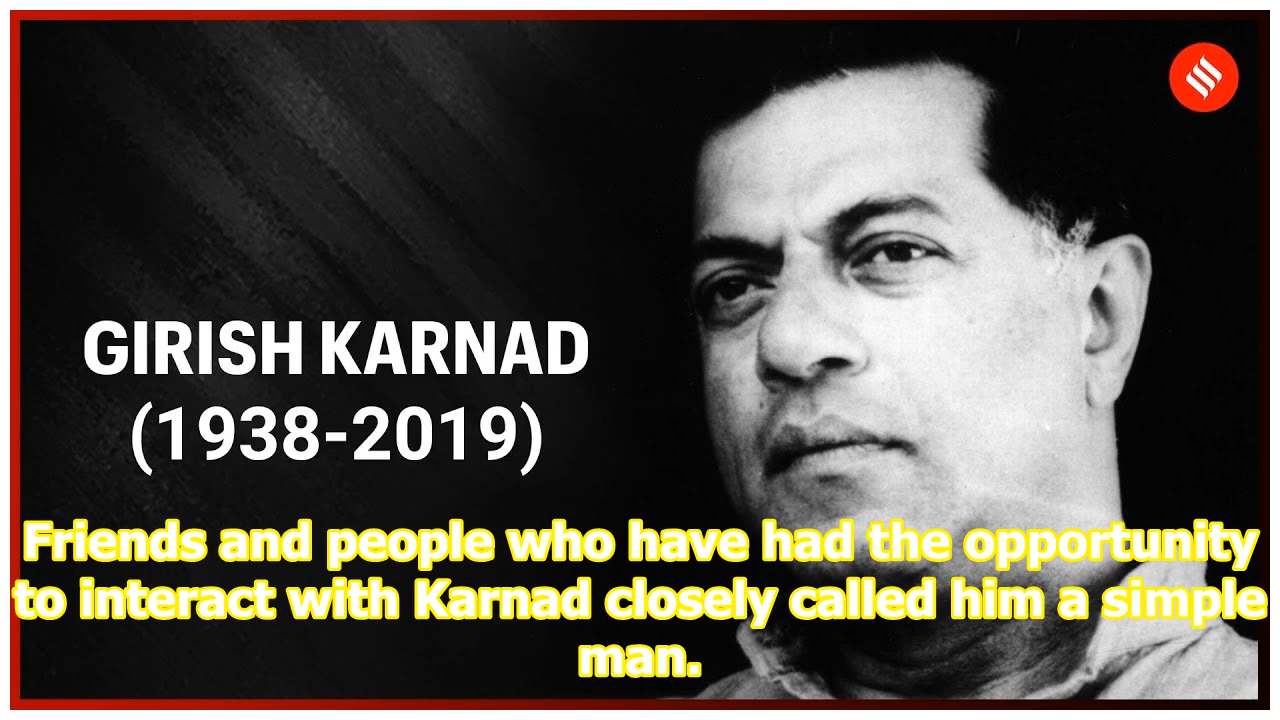 GIRISH KARNAD
(1938-2019)
Friends and people who have had the opportunity
to interact with Karnad closely called him a simple
man.